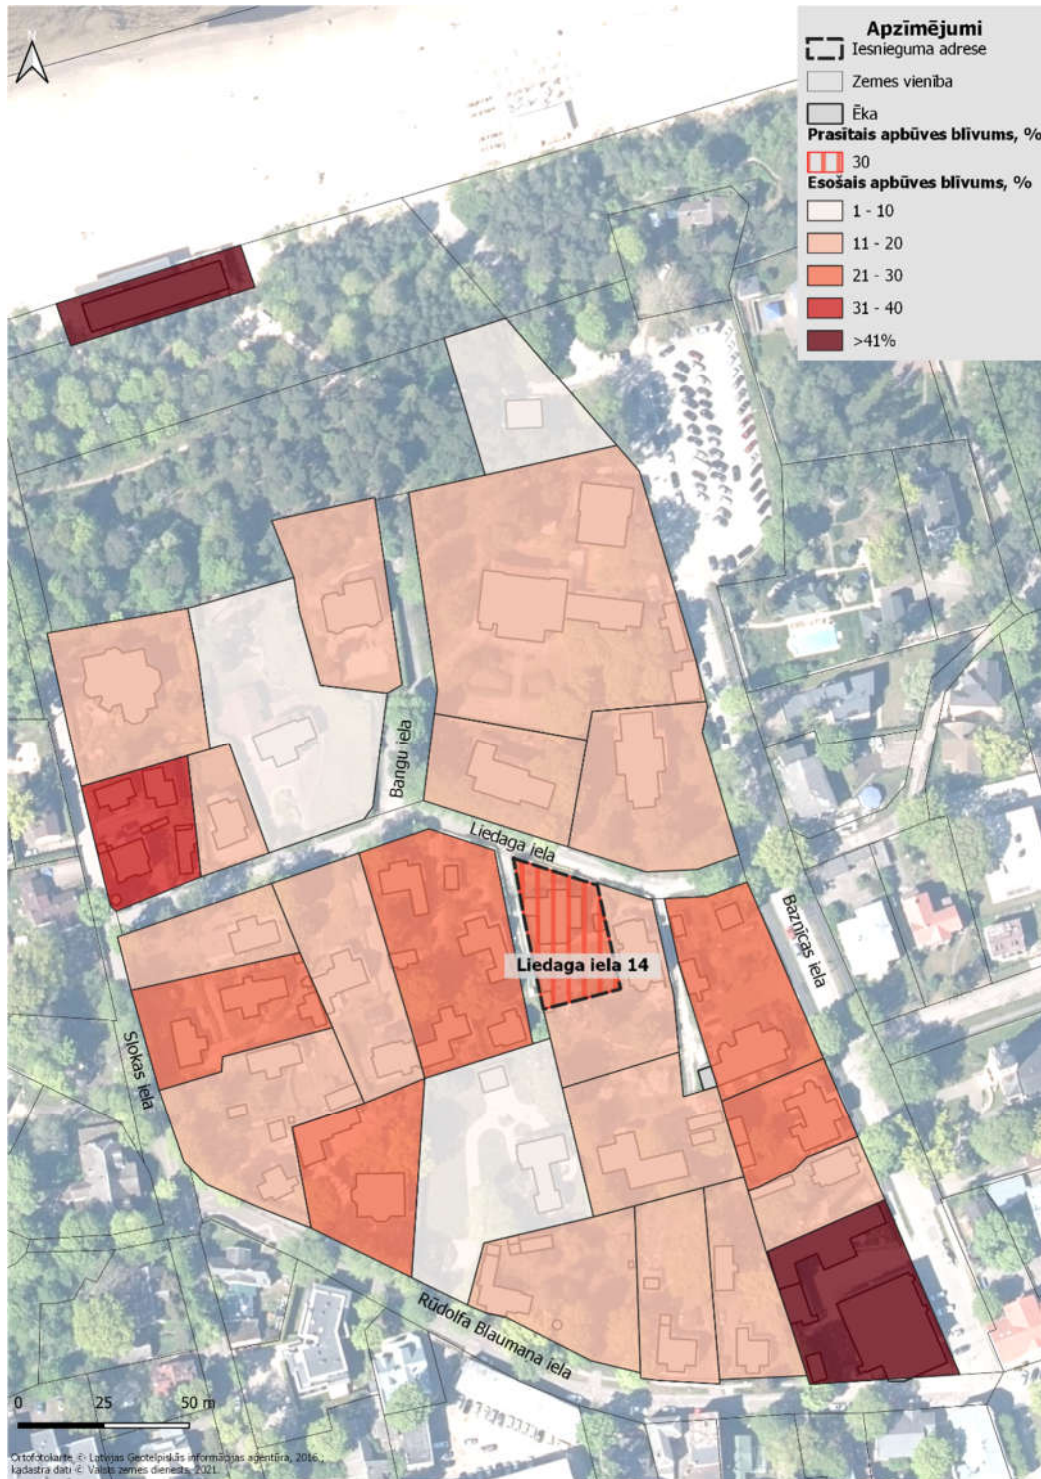 N
Apzīmējumi
Iesnieguma adrese
Zemes vienība
Ēka
Prasītais apbūves blīvums, %
30
Esošais apbūves blīvums, %
1 - 10
11 - 20
21 - 30
31 - 40
>41%
Bangu iela
Liedaga iela
Baznīcas iela
Liedaga iela 14
Slokas iela
Rūdolfa Blaumaņa iela
0 25 50 m
Ortofotokarte © Latvijas Ģeotelpiskās informācijas aģentūra, 2016.;
kadastra dati © Valsts zemes dienests, 2021.